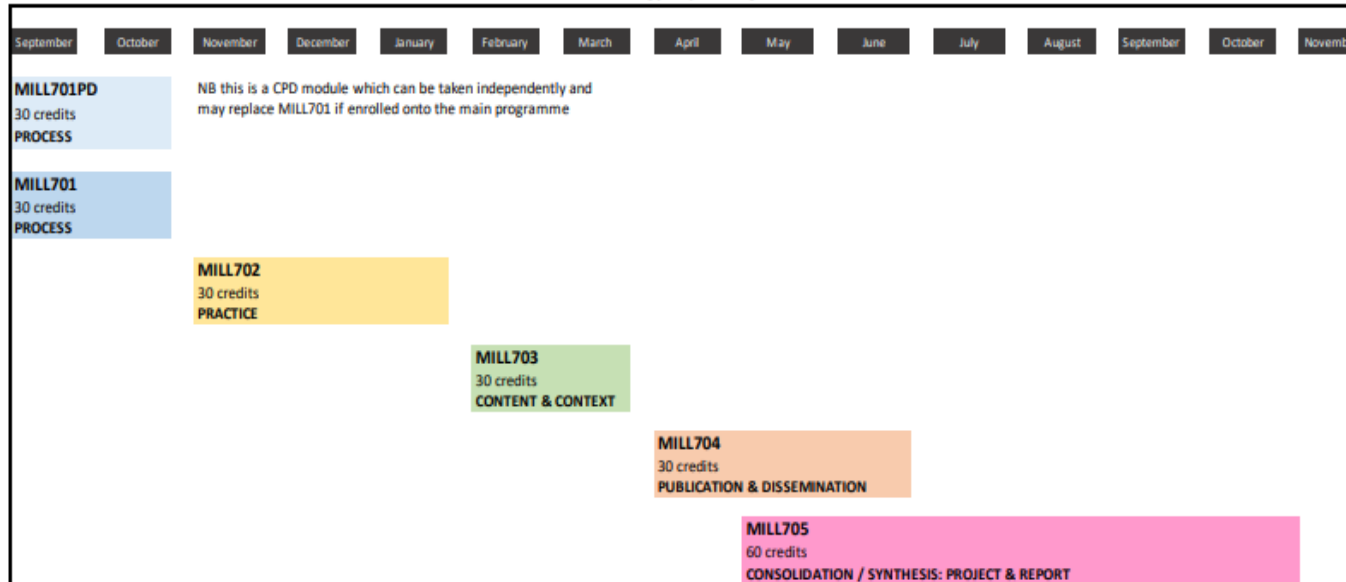 September October November December January February March April May June July August September October Novemb
MILL701PD
30 credits
PROCESS
NB this is a CPD module which can be taken independently and
may replace MILL701 if enrolled onto the main programme
MILL701
30 credits
PROCESS
MILL702
30 credits
PRACTICE
MILL703
30 credits
CONTENT & CONTEXT
MILL704
30 credits
PUBLICATION & DISSEMINATION
MILL705
60 credits
CONSOLIDATION / SYNTHESIS: PROJECT & REPORT